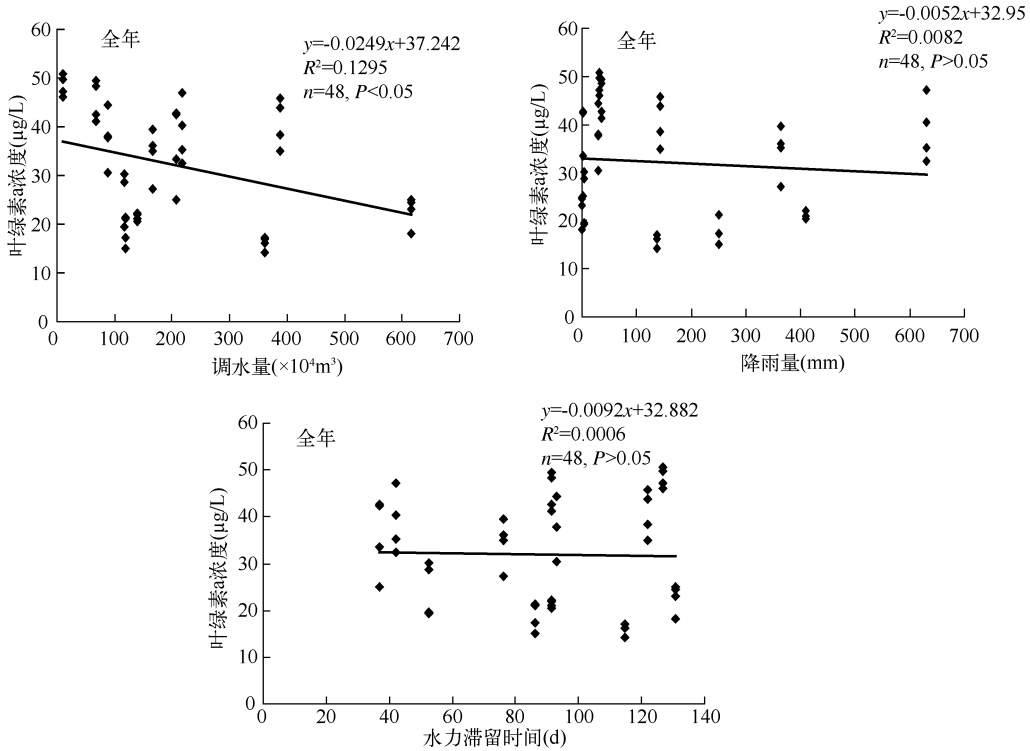 全年
y=-0.0249x+37.242
R²=0.1295
n=48, P<0.05
叶绿素a浓度(μg/L)
60
50
40
30
20
10
0
0 100 200 300 400 500 600 700
调水量(×10⁴m³)
全年
y=-0.0052x+32.95
R²=0.0082
n=48, P>0.05
叶绿素a浓度(μg/L)
60
50
40
30
20
10
0
0 100 200 300 400 500 600 700
降雨量(mm)
全年
y=-0.0092x+32.882
R²=0.0006
n=48, P>0.05
叶绿素a浓度(μg/L)
60
50
40
30
20
10
0
0 20 40 60 80 100 120 140
水力滞留时间(d)